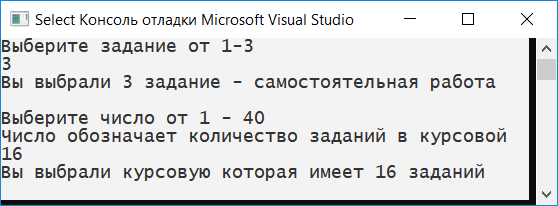 Select Консоль отладки Microsoft Visual Studio
Выберите задание от 1-3
3
Вы выбрали 3 задание - самостоятельная работа
Выберите число от 1 - 40
Число обозначает количество заданий в курсовой
16
Вы выбрали курсовую которая имеет 16 заданий